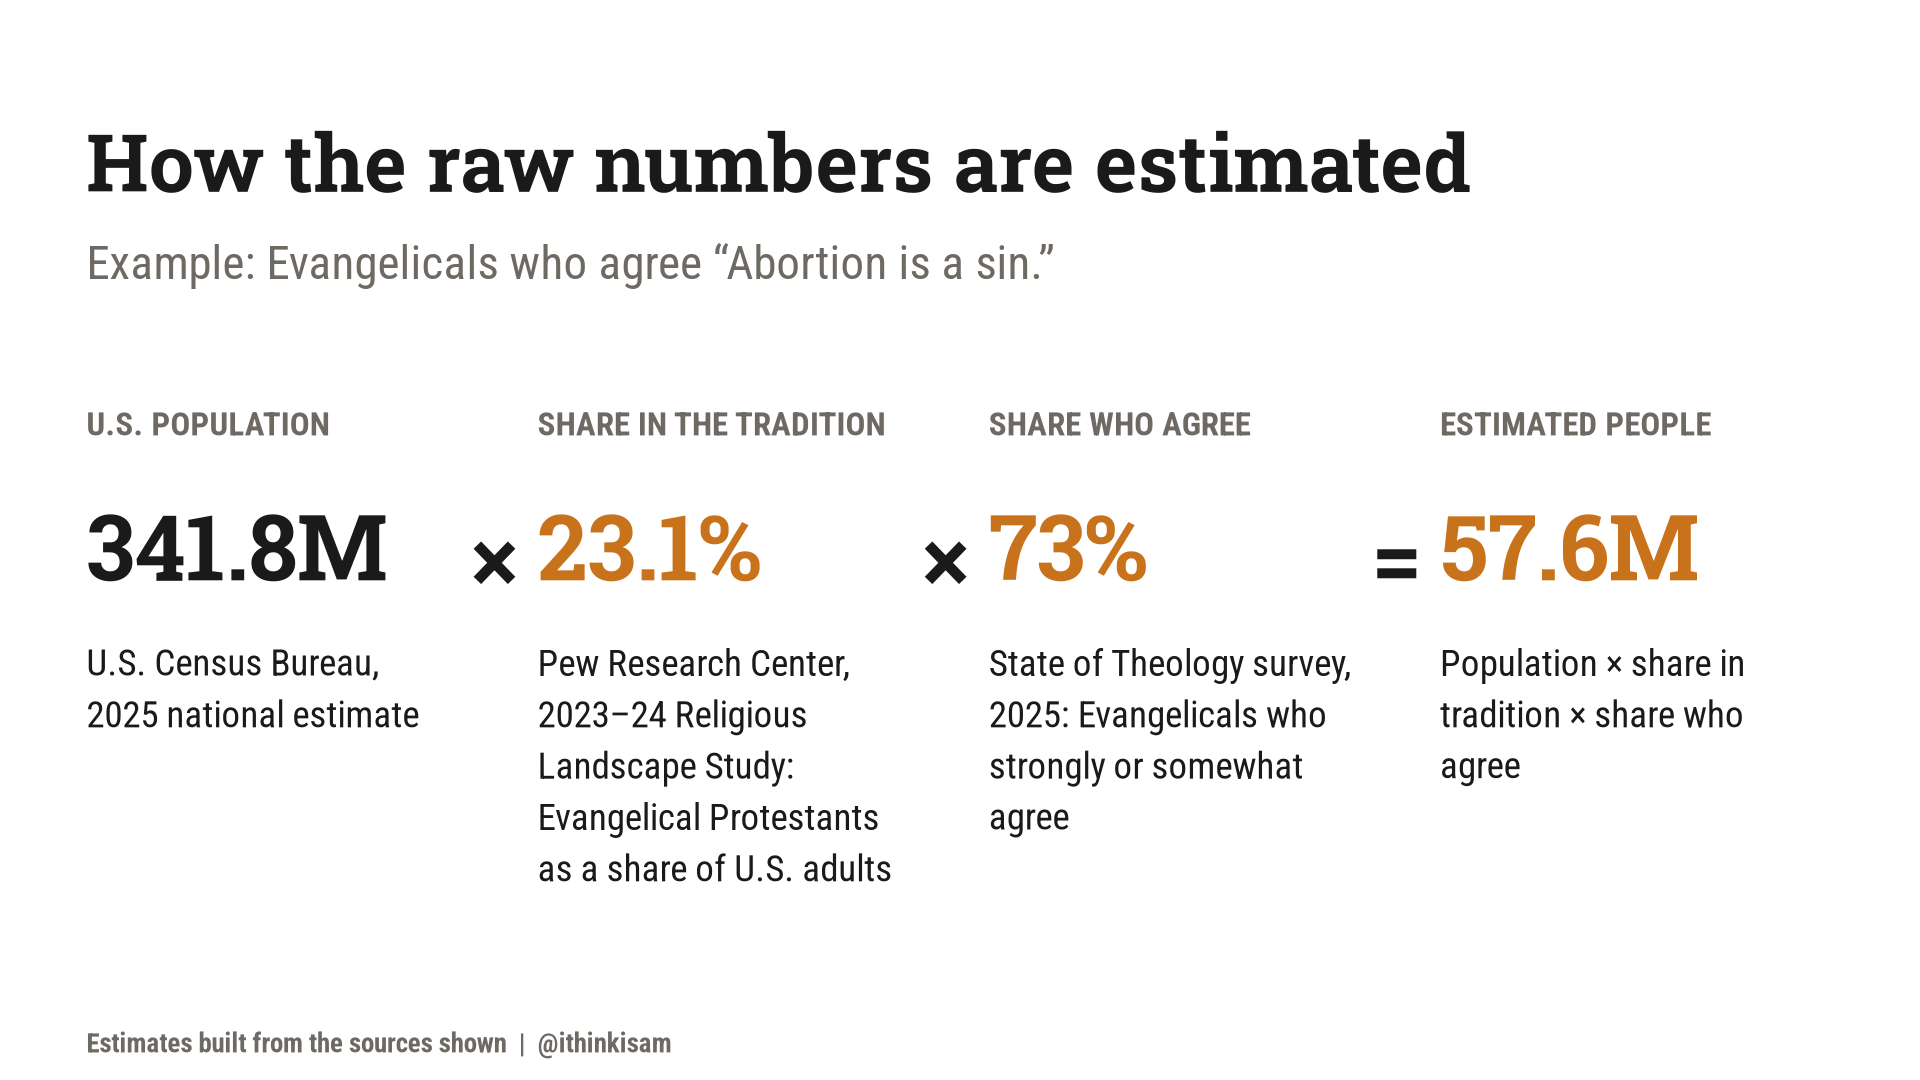 How the raw numbers are estimated
Example: Evangelicals who agree “Abortion is a sin.”
U.S. POPULATION
341.8M
U.S. Census Bureau,
2025 national estimate
×
SHARE IN THE TRADITION
23.1%
Pew Research Center,
2023–24 Religious
Landscape Study:
Evangelical Protestants
as a share of U.S. adults
×
SHARE WHO AGREE
73%
State of Theology survey,
2025: Evangelicals who
strongly or somewhat
agree
=
ESTIMATED PEOPLE
57.6M
Population × share in
tradition × share who
agree
Estimates built from the sources shown | @ithinkisam